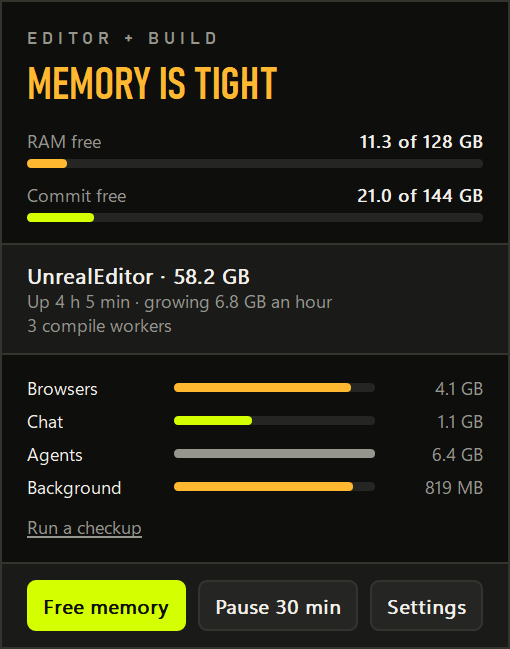 EDITOR + BUILD
MEMORY IS TIGHT
RAM free 11.3 of 128 GB
Commit free 21.0 of 144 GB
UnrealEditor · 58.2 GB
Up 4 h 5 min · growing 6.8 GB an hour
3 compile workers
Browsers 4.1 GB
Chat 1.1 GB
Agents 6.4 GB
Background 819 MB
Run a checkup
Free memory Pause 30 min Settings